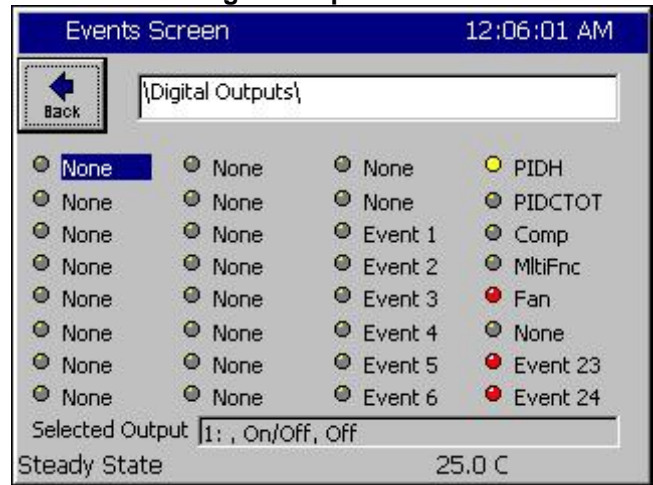 Events Screen 12:06:01 AM
Back \Digital Outputs\
None None None PIDH
None None None PIDCTOT
None None Event 1 Comp
None None Event 2 MltiFnc
None None Event 3 Fan
None None Event 4 None
None None Event 5 Event 23
None None Event 6 Event 24
Selected Output 1: , On/Off, Off
Steady State 25.0 C